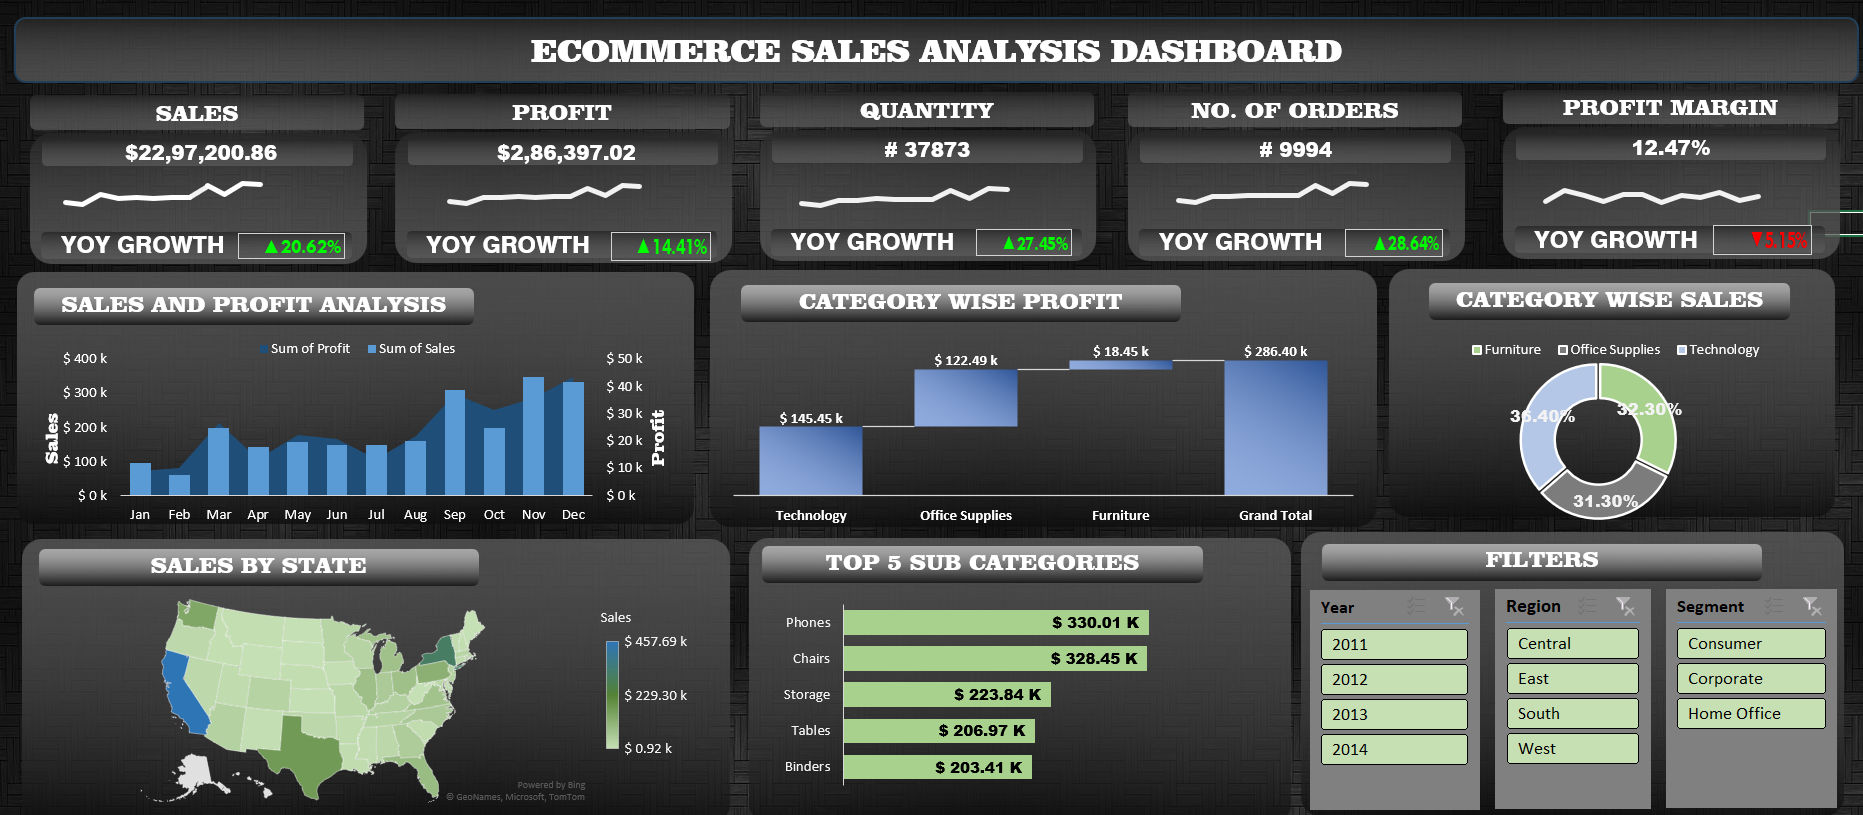 ECOMMERCE SALES ANALYSIS DASHBOARD
SALES
$22,97,200.86
YOY GROWTH ▲20.62%
PROFIT
$2,86,397.02
YOY GROWTH ▲14.41%
QUANTITY
# 37873
YOY GROWTH ▲27.45%
NO. OF ORDERS
# 9994
YOY GROWTH ▲28.64%
PROFIT MARGIN
12.47%
YOY GROWTH ▼5.15%
SALES AND PROFIT ANALYSIS
Sum of Profit Sum of Sales
$ 400 k
$ 300 k
$ 200 k
$ 100 k
$ 0 k
Sales
$ 50 k
$ 40 k
$ 30 k
$ 20 k
$ 10 k
$ 0 k
Profit
Jan Feb Mar Apr May Jun Jul Aug Sep Oct Nov Dec
CATEGORY WISE PROFIT
$ 145.45 k
$ 122.49 k
$ 18.45 k
$ 286.40 k
Technology Office Supplies Furniture Grand Total
CATEGORY WISE SALES
Furniture Office Supplies Technology
36.40%
32.30%
31.30%
SALES BY STATE
Sales
$ 457.69 k
$ 229.30 k
$ 0.92 k
Powered by Bing
© GeoNames, Microsoft, TomTom
TOP 5 SUB CATEGORIES
Phones $ 330.01 K
Chairs $ 328.45 K
Storage $ 223.84 K
Tables $ 206.97 K
Binders $ 203.41 K
FILTERS
Year
2011
2012
2013
2014
Region
Central
East
South
West
Segment
Consumer
Corporate
Home Office